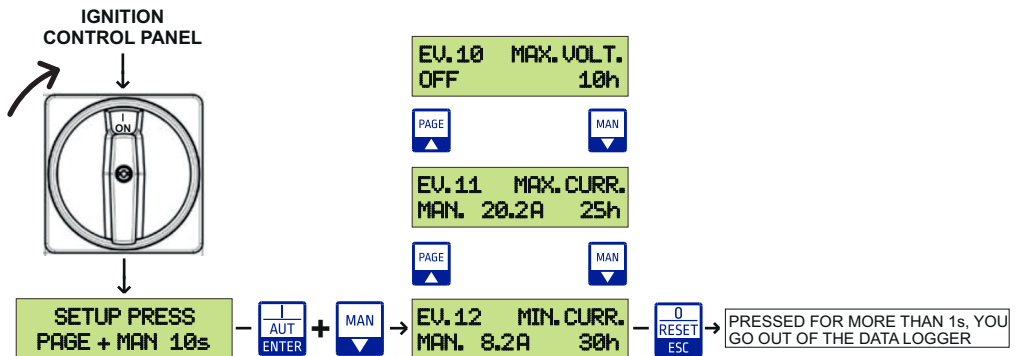 IGNITION
CONTROL PANEL
I
ON
SETUP PRESS
PAGE + MAN 10s
I
AUT
ENTER
+
MAN
EV.10 MAX.VOLT.
OFF 10h
PAGE
MAN
EV.11 MAX.CURR.
MAN. 20.2A 25h
PAGE
MAN
EV.12 MIN.CURR.
MAN. 8.2A 30h
0
RESET
ESC
PRESSED FOR MORE THAN 1s, YOU
GO OUT OF THE DATA LOGGER